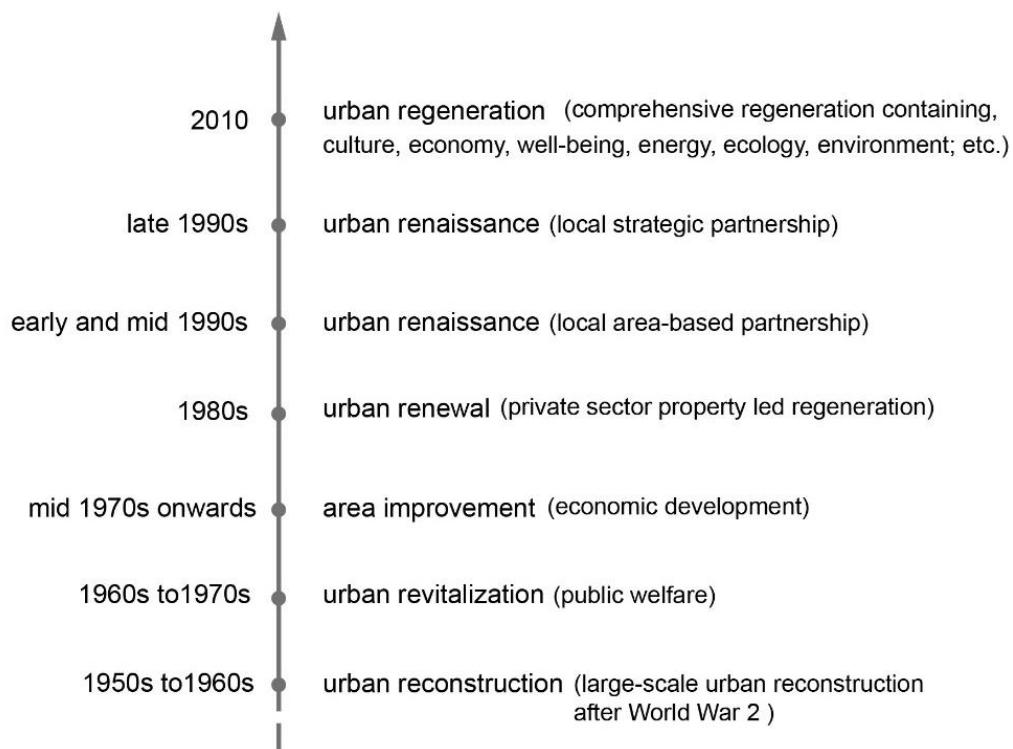 2010 urban regeneration (comprehensive regeneration containing,
culture, economy, well-being, energy, ecology, environment; etc.)
late 1990s urban renaissance (local strategic partnership)
early and mid 1990s urban renaissance (local area-based partnership)
1980s urban renewal (private sector property led regeneration)
mid 1970s onwards area improvement (economic development)
1960s to1970s urban revitalization (public welfare)
1950s to1960s urban reconstruction (large-scale urban reconstruction
after World War 2 )